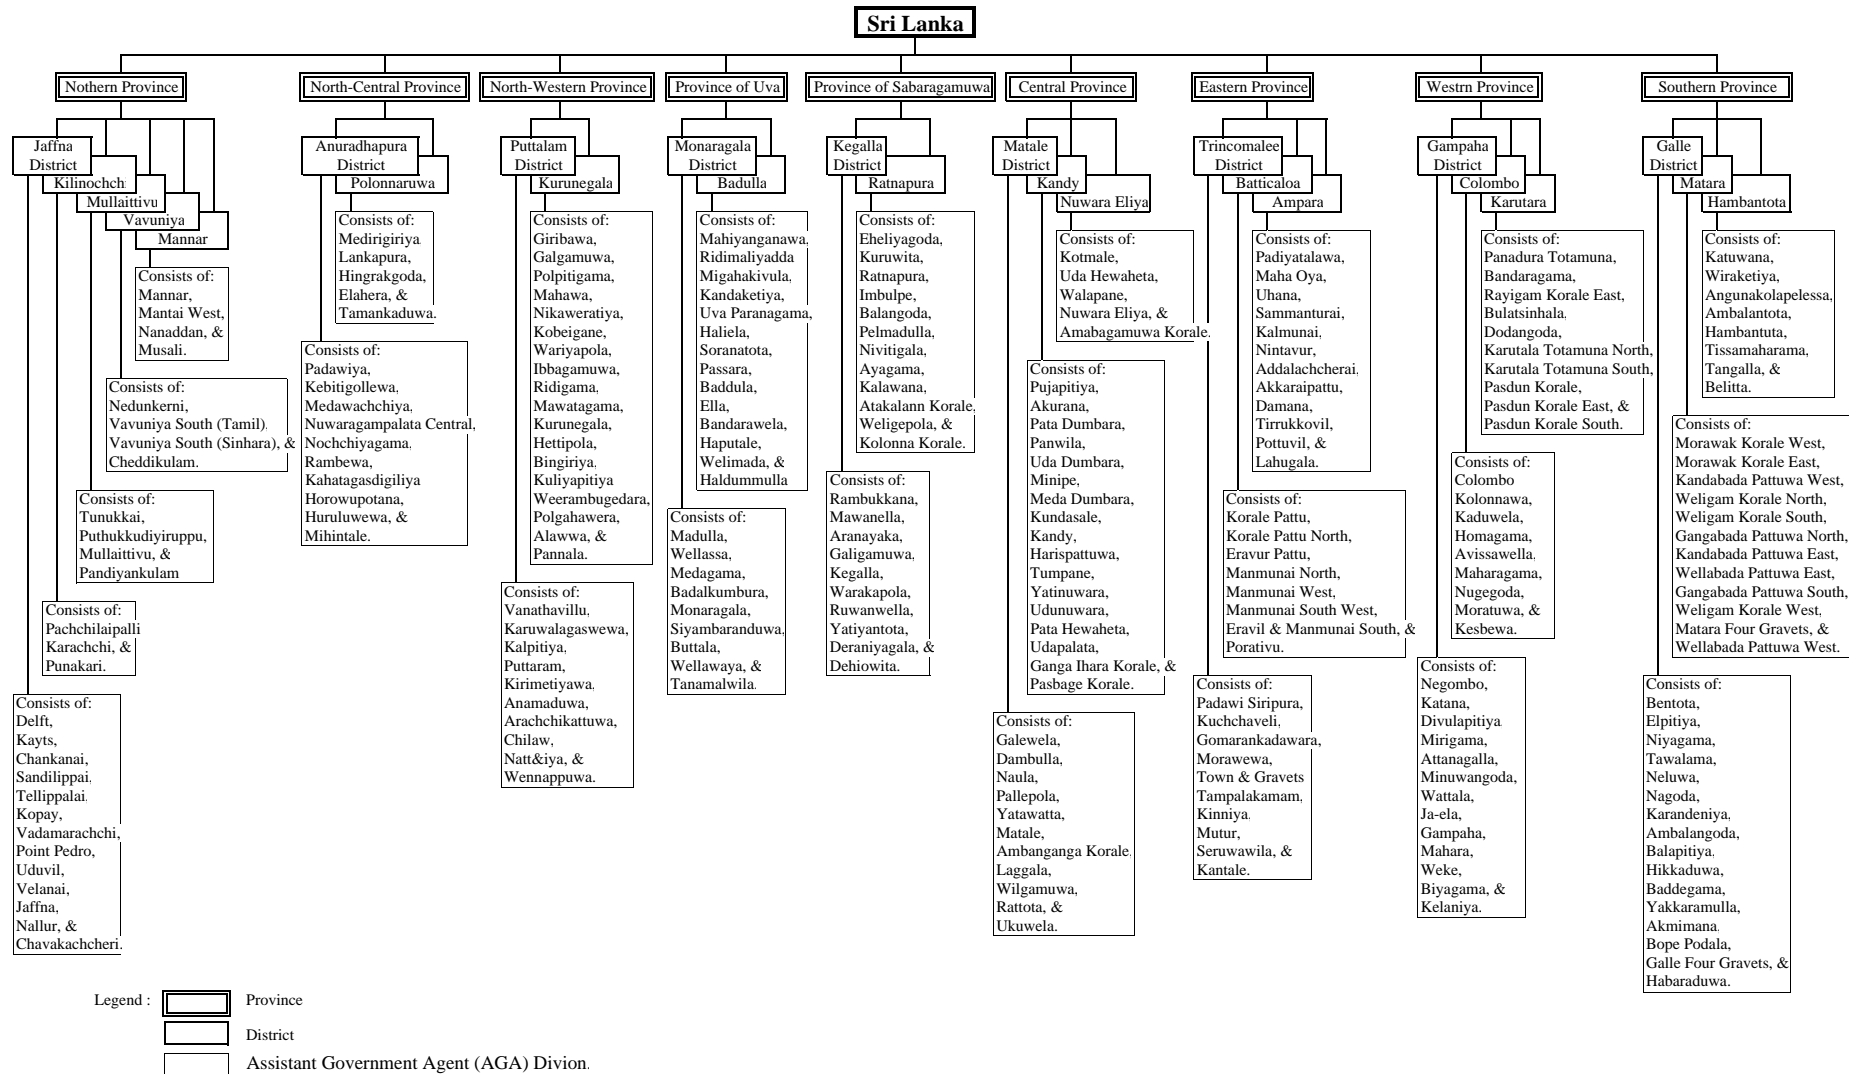 Sri Lanka
Nothern Province
North-Central Province
North-Western Province
Province of Uva
Province of Sabaragamuwa
Central Province
Eastern Province
Westrn Province
Southern Province
Jaffna
District
Kilinochchi
Mullaittivu
Vavuniya
Mannar
Consists of:
Mannar,
Mantai West,
Nanaddan, &
Musali.
Consists of:
Nedunkerni,
Vavuniya South (Tamil),
Vavuniya South (Sinhara), &
Cheddikulam.
Consists of:
Tunukkai,
Puthukkudiyiruppu,
Mullaittivu, &
Pandiyankulam
Consists of:
Pachchilaipalli
Karachchi, &
Punakari.
Consists of:
Delft,
Kayts,
Chankanai,
Sandilippai,
Tellippalai,
Kopay,
Vadamarachchi,
Point Pedro,
Uduvil,
Velanai,
Jaffna,
Nallur, &
Chavakachcheri.
Anuradhapura
District
Polonnaruwa
Consists of:
Medirigiriya
Lankapura,
Hingrakgoda,
Elahera, &
Tamankaduwa.
Consists of:
Padawiya,
Kebitigollewa,
Medawachchiya,
Nuwaragampalata Central,
Nochchiyagama,
Rambewa,
Kahatagasdigiliya
Horowupotana,
Huruluwewa, &
Mihintale.
Puttalam
District
Kurunegala
Consists of:
Giribawa,
Galgamuwa,
Polpitigama,
Mahawa,
Nikaweratiya,
Kobeigane,
Wariyapola,
Ibbagamuwa,
Ridigama,
Mawatagama,
Kurunegala,
Hettipola,
Bingiriya,
Kuliyapitiya
Weerambugedara,
Polgahawera,
Alawwa, &
Pannala.
Consists of:
Vanathavillu,
Karuwalagaswewa,
Kalpitiya,
Puttaram,
Kirimetiyawa,
Anamaduwa,
Arachchikattuwa,
Chilaw,
Natt&iya, &
Wennappuwa.
Monaragala
District
Badulla
Consists of:
Mahiyanganawa,
Ridimaliyadda
Migahakivula,
Kandaketiya,
Uva Paranagama,
Haliela,
Soranatota,
Passara,
Baddula,
Ella,
Bandarawela,
Haputale,
Welimada, &
Haldummulla
Consists of:
Madulla,
Wellassa,
Medagama,
Badalkumbura,
Monaragala,
Siyambaranduwa,
Buttala,
Wellawaya, &
Tanamalwila.
Kegalla
District
Ratnapura
Consists of:
Eheliyagoda,
Kuruwita,
Ratnapura,
Imbulpe,
Balangoda,
Pelmadulla,
Nivitigala,
Ayagama,
Kalawana,
Atakalann Korale,
Weligepola, &
Kolonna Korale.
Consists of:
Rambukkana,
Mawanella,
Aranayaka,
Galigamuwa,
Kegalla,
Warakapola,
Ruwanwella,
Yatiyantota,
Deraniyagala, &
Dehiowita.
Matale
District
Kandy
Nuwara Eliya
Consists of:
Kotmale,
Uda Hewaheta,
Walapane,
Nuwara Eliya, &
Amabagamuwa Korale.
Consists of:
Pujapitiya,
Akurana,
Pata Dumbara,
Panwila,
Uda Dumbara,
Minipe,
Meda Dumbara,
Kundasale,
Kandy,
Harispattuwa,
Tumpane,
Yatinuwara,
Udunuwara,
Pata Hewaheta,
Udapalata,
Ganga Ihara Korale, &
Pasbage Korale.
Consists of:
Galewela,
Dambulla,
Naula,
Pallepola,
Yatawatta,
Matale,
Ambanganga Korale,
Laggala,
Wilgamuwa,
Rattota, &
Ukuwela.
Trincomalee
District
Batticaloa
Ampara
Consists of:
Padiyatalawa,
Maha Oya,
Uhana,
Sammanturai,
Kalmunai,
Nintavur,
Addalachcherai,
Akkaraipattu,
Damana,
Tirrukkovil,
Pottuvil, &
Lahugala.
Consists of:
Korale Pattu,
Korale Pattu North,
Eravur Pattu,
Manmunai North,
Manmunai West,
Manmunai South West,
Eravil & Manmunai South, &
Porativu.
Consists of:
Padawi Siripura,
Kuchchaveli,
Gomarankadawara,
Morawewa,
Town & Gravets
Tampalakamam,
Kinniya,
Mutur,
Seruwawila, &
Kantale.
Gampaha
District
Colombo
Karutara
Consists of:
Panadura Totamuna,
Bandaragama,
Rayigam Korale East,
Bulatsinhala,
Dodangoda,
Karutala Totamuna North,
Karutala Totamuna South,
Pasdun Korale,
Pasdun Korale East, &
Pasdun Korale South.
Consists of:
Colombo
Kolonnawa,
Kaduwela,
Homagama,
Avissawella,
Maharagama,
Nugegoda,
Moratuwa, &
Kesbewa.
Consists of:
Negombo,
Katana,
Divulapitiya
Mirigama,
Attanagalla,
Minuwangoda,
Wattala,
Ja-ela,
Gampaha,
Mahara,
Weke,
Biyagama, &
Kelaniya.
Galle
District
Matara
Hambantota
Consists of:
Katuwana,
Wiraketiya,
Angunakolapelessa,
Ambalantota,
Hambantuta,
Tissamaharama,
Tangalla, &
Belitta.
Consists of:
Morawak Korale West,
Morawak Korale East,
Kandabada Pattuwa West,
Weligam Korale North,
Weligam Korale South,
Gangabada Pattuwa North,
Kandabada Pattuwa East,
Wellabada Pattuwa East,
Gangabada Pattuwa South,
Weligam Korale West,
Matara Four Gravets, &
Wellabada Pattuwa West.
Consists of:
Bentota,
Elpitiya,
Niyagama,
Tawalama,
Neluwa,
Nagoda,
Karandeniya,
Ambalangoda,
Balapitiya,
Hikkaduwa,
Baddegama,
Yakkaramulla,
Akmimana,
Bope Podala,
Galle Four Gravets, &
Habaraduwa.
Legend :
Province
District
Assistant Government Agent (AGA) Divion.